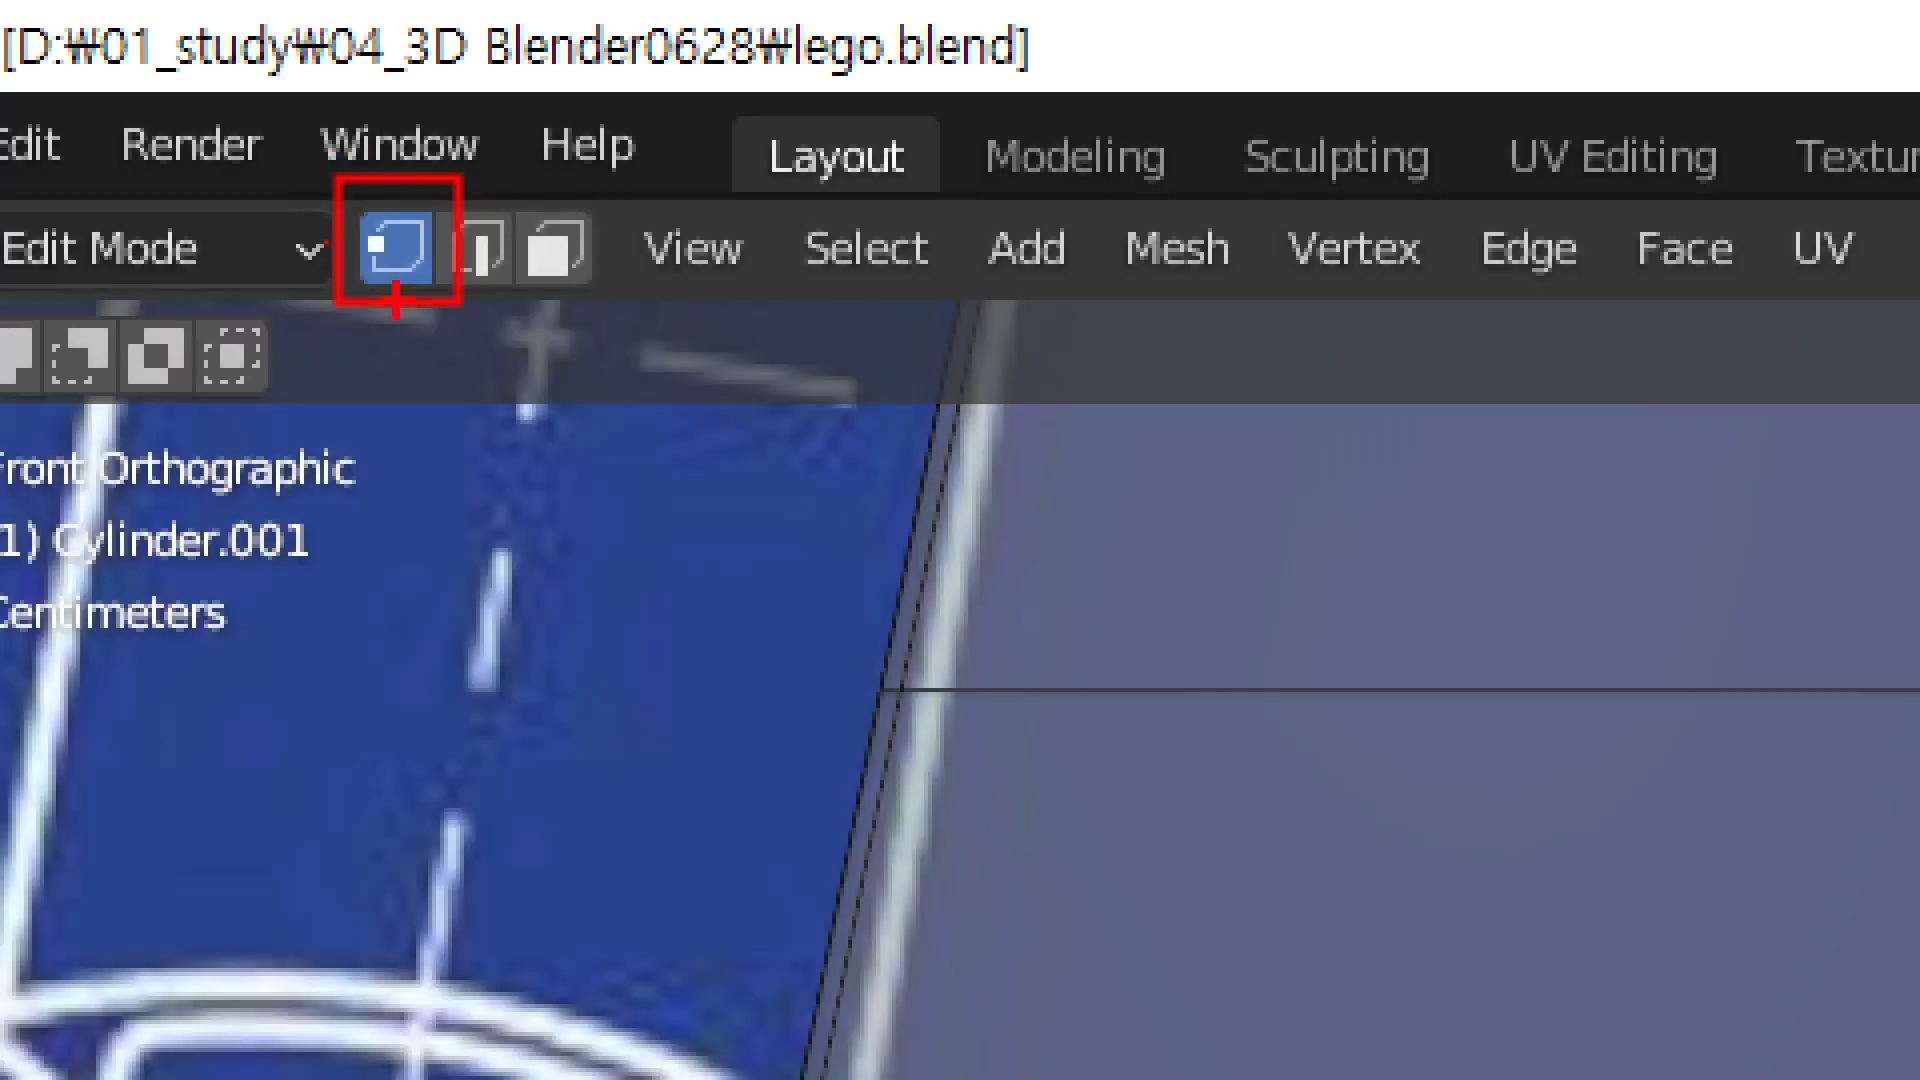 [D:₩01_study₩04_3D Blender0628₩lego.blend]
Edit Render Window Help Layout Modeling Sculpting UV Editing Textur
Edit Mode View Select Add Mesh Vertex Edge Face UV
Front Orthographic
1) Cylinder.001
Centimeters